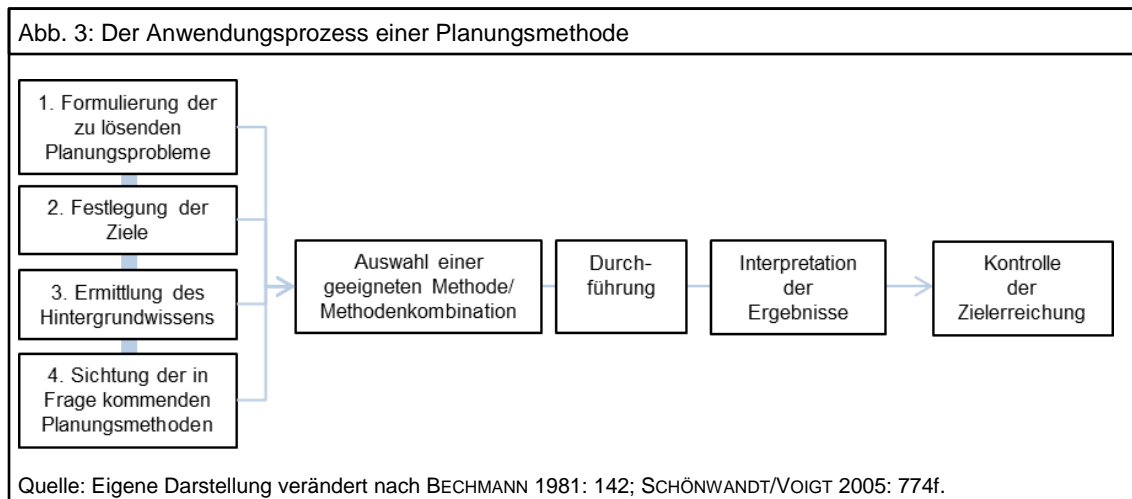 Abb. 3: Der Anwendungsprozess einer Planungsmethode
1. Formulierung der
zu lösenden
Planungsprobleme
2. Festlegung der
Ziele
3. Ermittlung des
Hintergrundwissens
4. Sichtung der in
Frage kommenden
Planungsmethoden
Auswahl einer
geeigneten Methode/
Methodenkombination
Durch-
führung
Interpretation
der
Ergebnisse
Kontrolle
der
Zielerreichung
Quelle: Eigene Darstellung verändert nach BECHMANN 1981: 142; SCHÖNWANDT/VOIGT 2005: 774f.